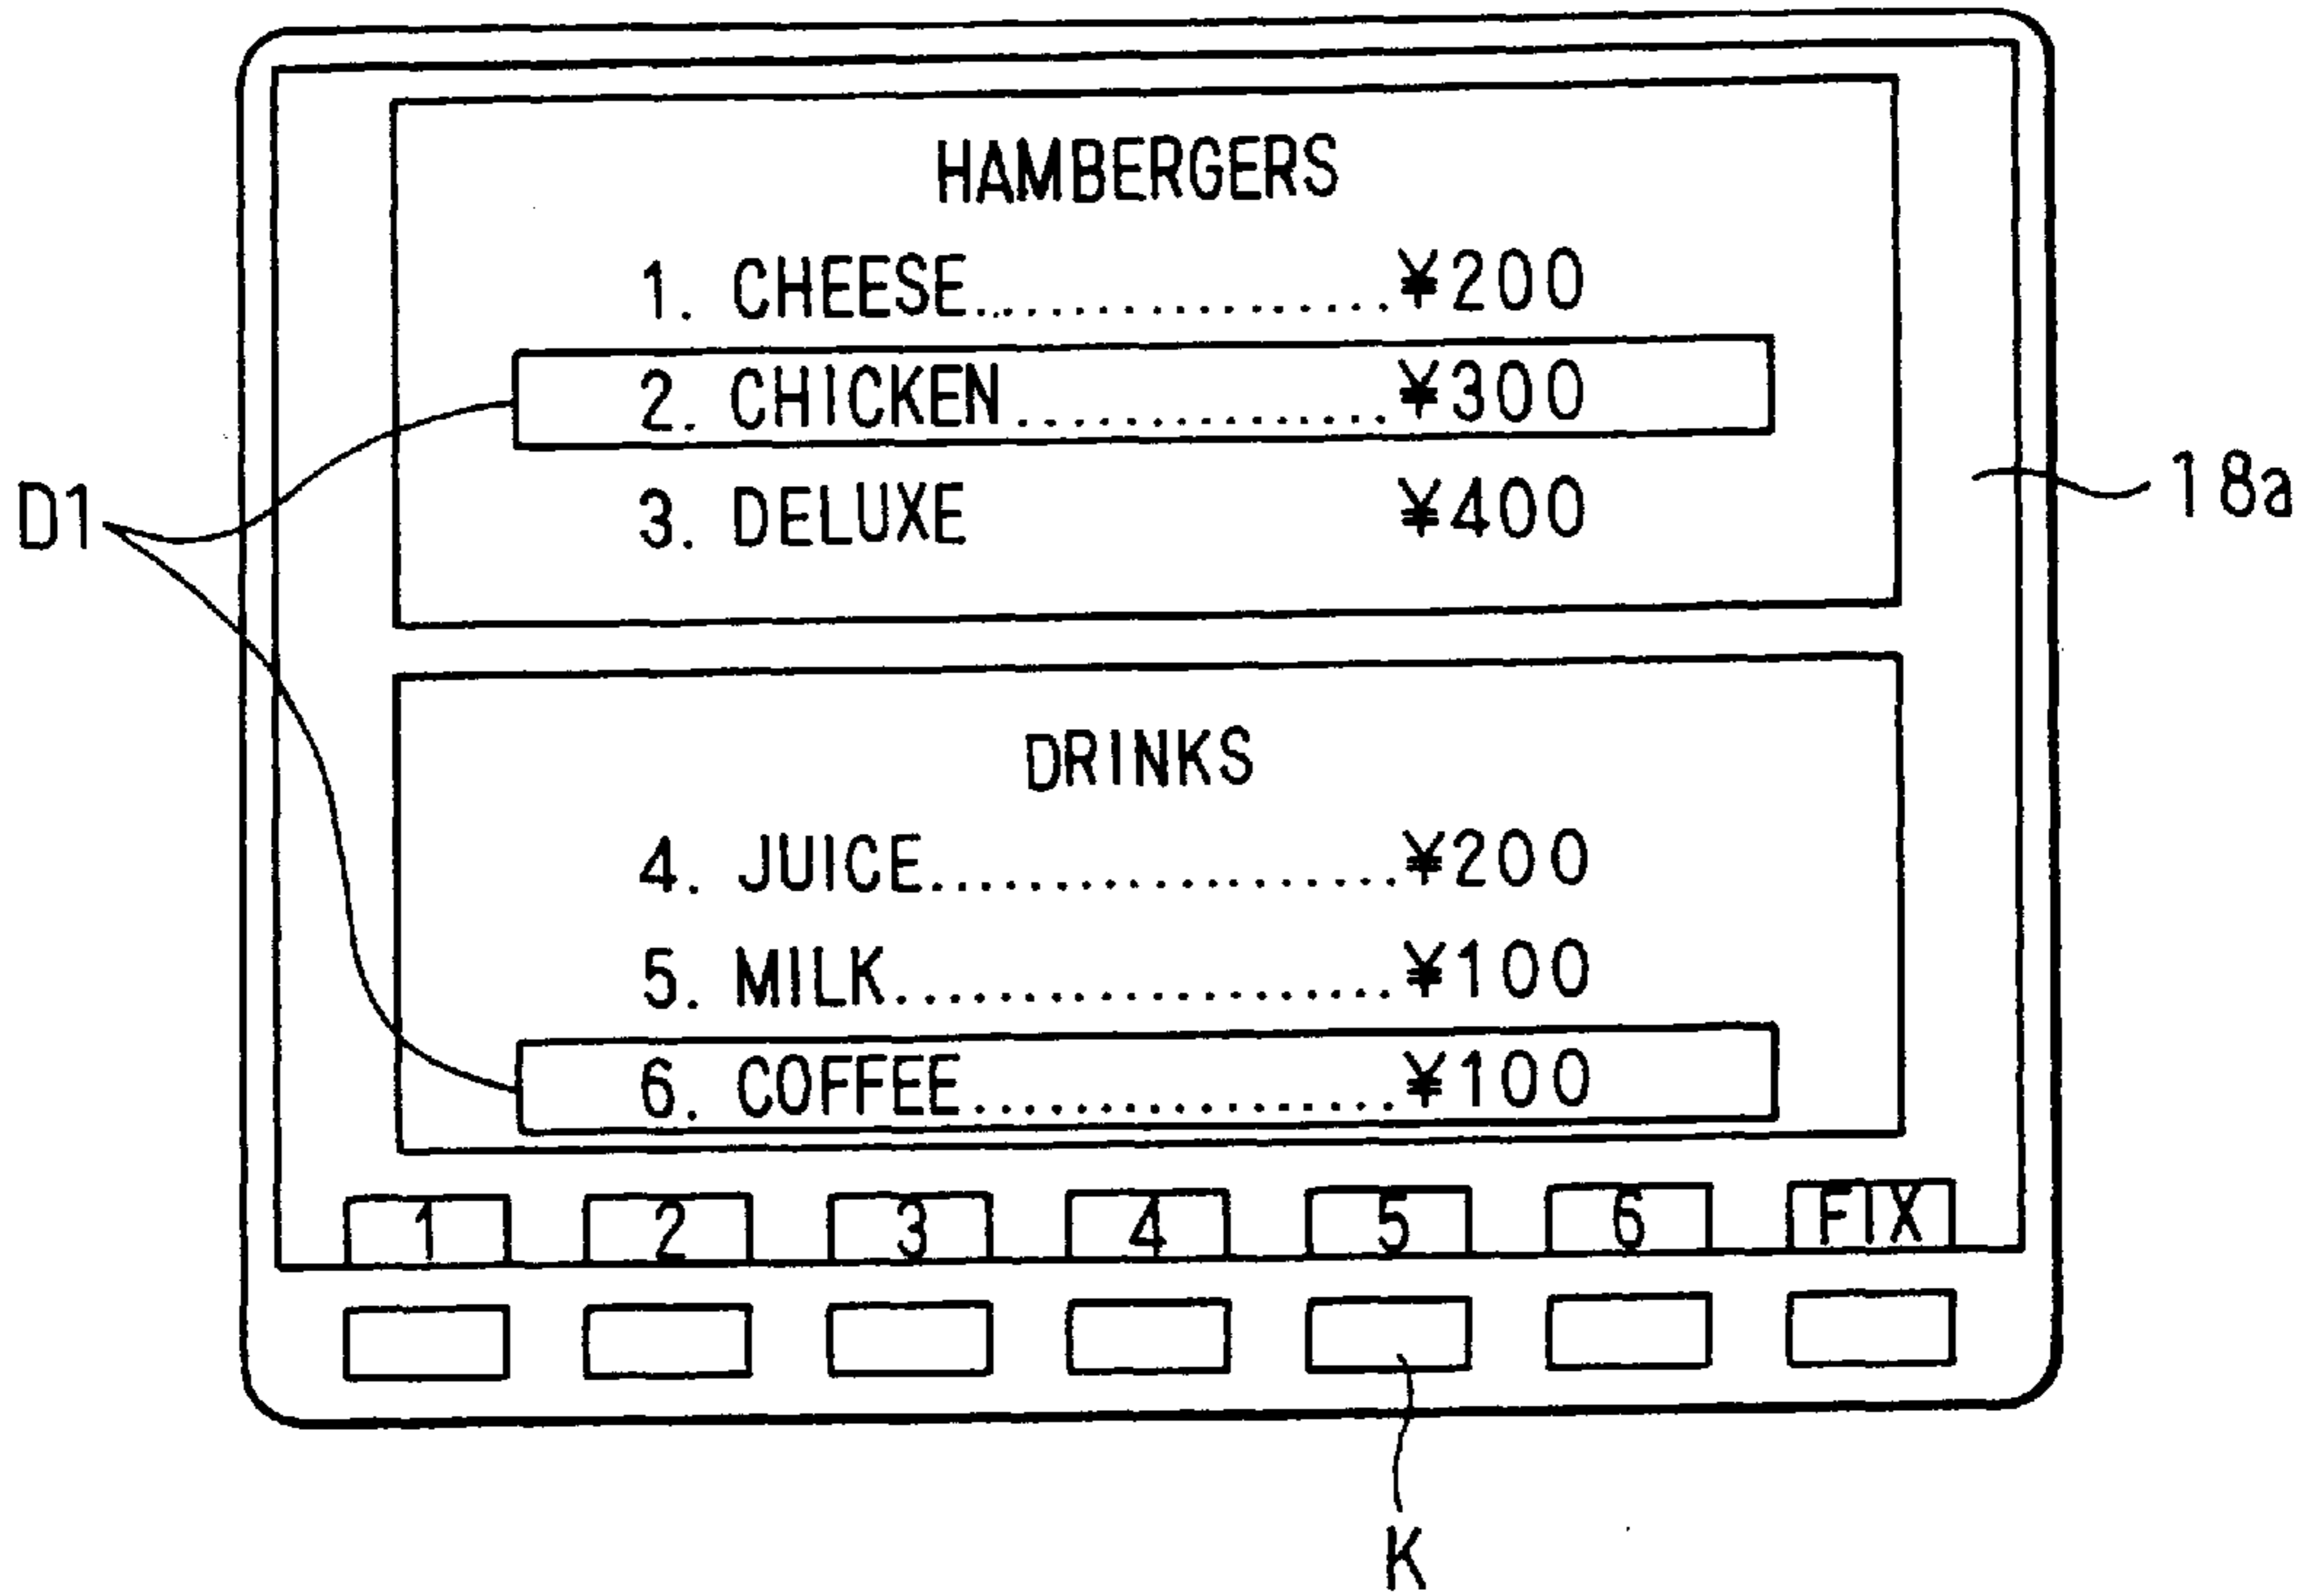 HAMBERGERS
1. CHEESE.................¥200
2. CHICKEN...............¥300
D1
3. DELUXE ¥400
18a
DRINKS
4. JUICE...................¥200
5. MILK....................¥100
6. COFFEE.................¥100
1 2 3 4 5 6 FIX
K